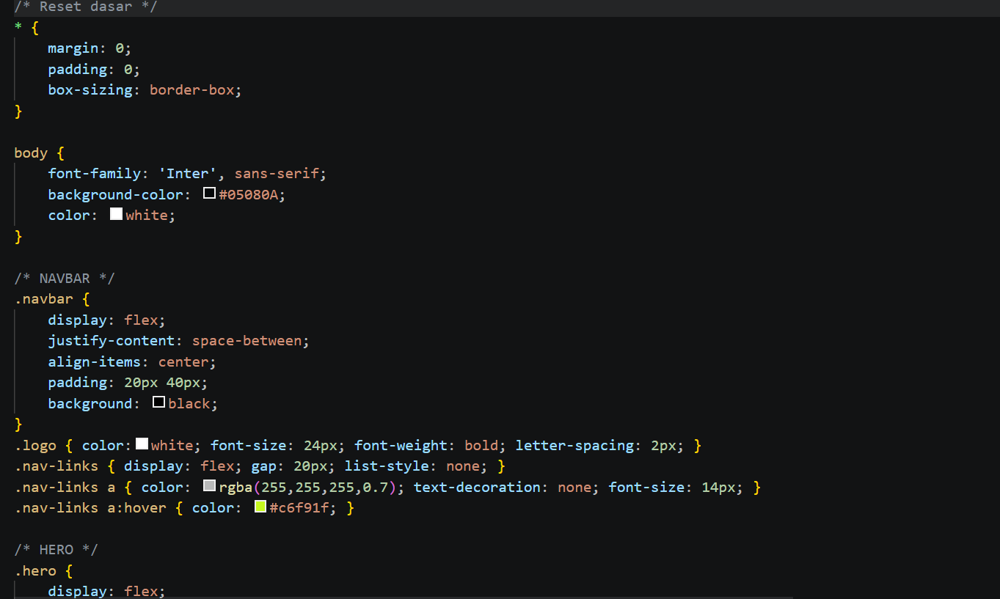 /* Reset dasar */
* {
    margin: 0;
    padding: 0;
    box-sizing: border-box;
}

body {
    font-family: 'Inter', sans-serif;
    background-color: #05080A;
    color: white;
}

/* NAVBAR */
.navbar {
    display: flex;
    justify-content: space-between;
    align-items: center;
    padding: 20px 40px;
    background: black;
}
.logo { color: white; font-size: 24px; font-weight: bold; letter-spacing: 2px; }
.nav-links { display: flex; gap: 20px; list-style: none; }
.nav-links a { color: rgba(255,255,255,0.7); text-decoration: none; font-size: 14px; }
.nav-links a:hover { color: #c6f91f; }

/* HERO */
.hero {
    display: flex;